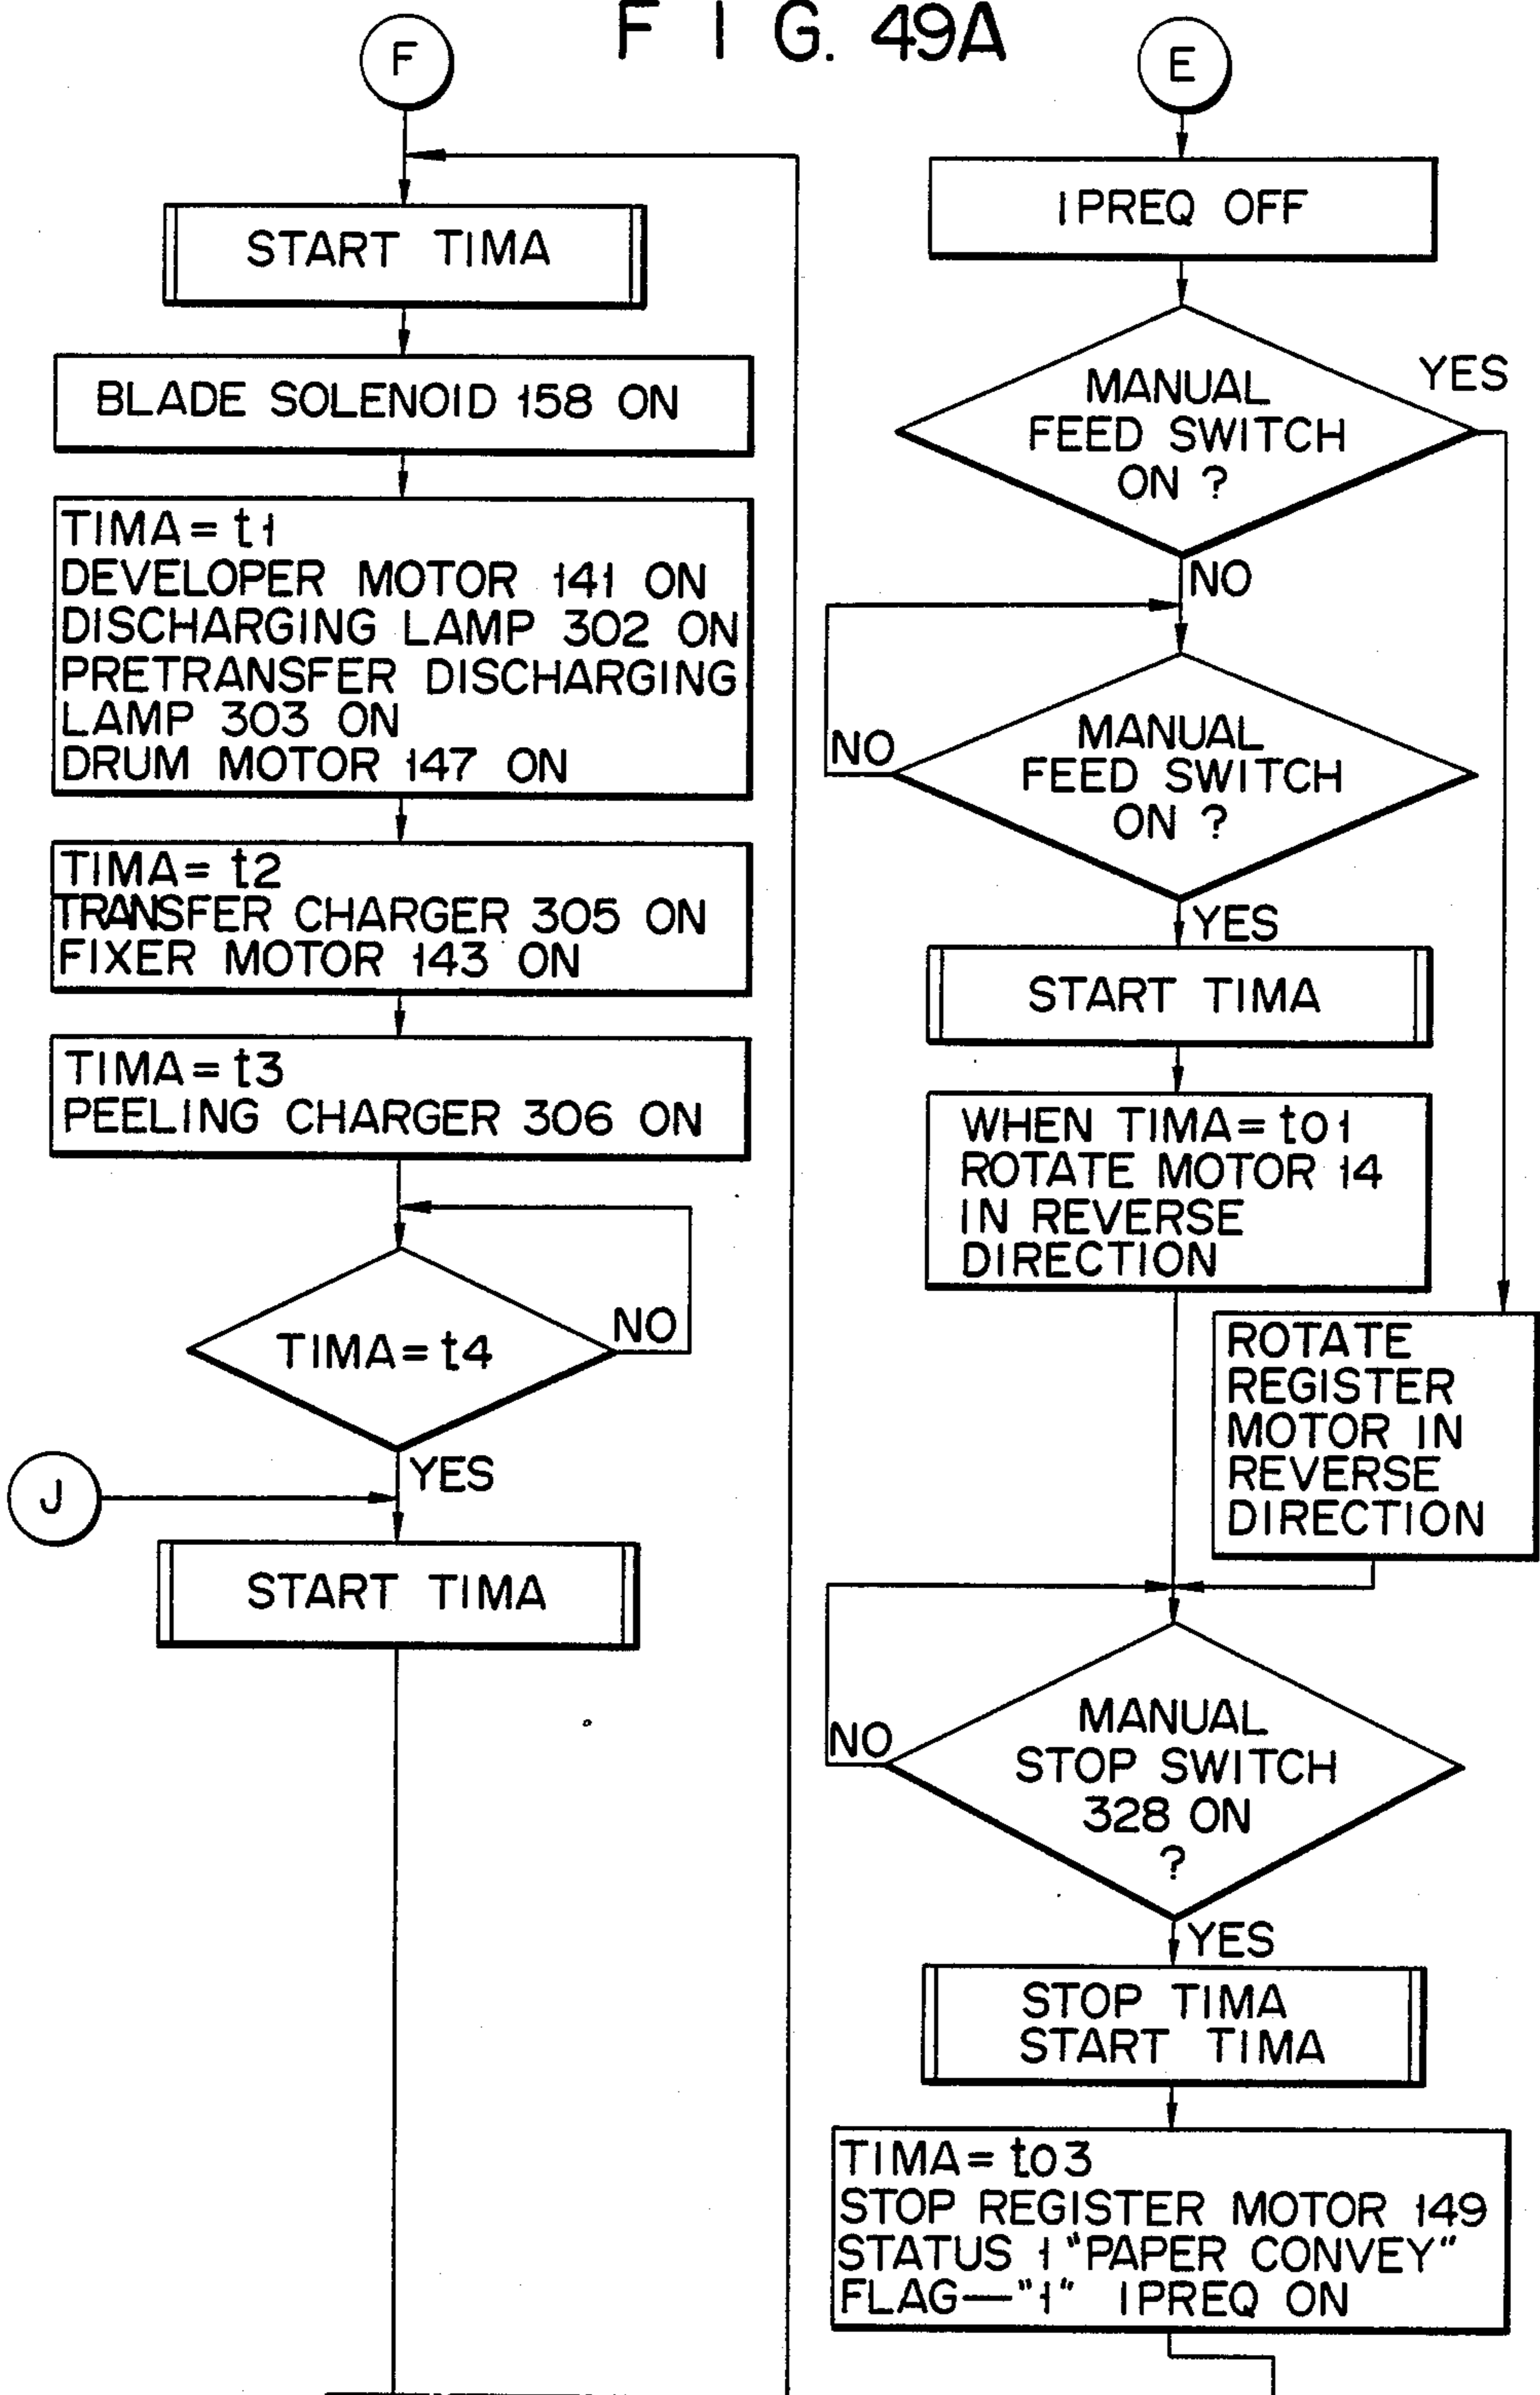 FIG. 49A
F
START TIMA
BLADE SOLENOID 158 ON
TIMA=t1
DEVELOPER MOTOR 141 ON
DISCHARGING LAMP 302 ON
PRETRANSFER DISCHARGING
LAMP 303 ON
DRUM MOTOR 147 ON
TIMA=t2
TRANSFER CHARGER 305 ON
FIXER MOTOR 143 ON
TIMA=t3
PEELING CHARGER 306 ON
TIMA=t4
NO
YES
J
START TIMA
E
IPREQ OFF
MANUAL
FEED SWITCH
ON ?
YES
NO
MANUAL
FEED SWITCH
ON ?
NO
YES
START TIMA
WHEN TIMA=t01
ROTATE MOTOR 14
IN REVERSE
DIRECTION
ROTATE
REGISTER
MOTOR IN
REVERSE
DIRECTION
MANUAL
STOP SWITCH
328 ON
?
NO
YES
STOP TIMA
START TIMA
TIMA=t03
STOP REGISTER MOTOR 149
STATUS 1 "PAPER CONVEY"
FLAG—"1" IPREQ ON